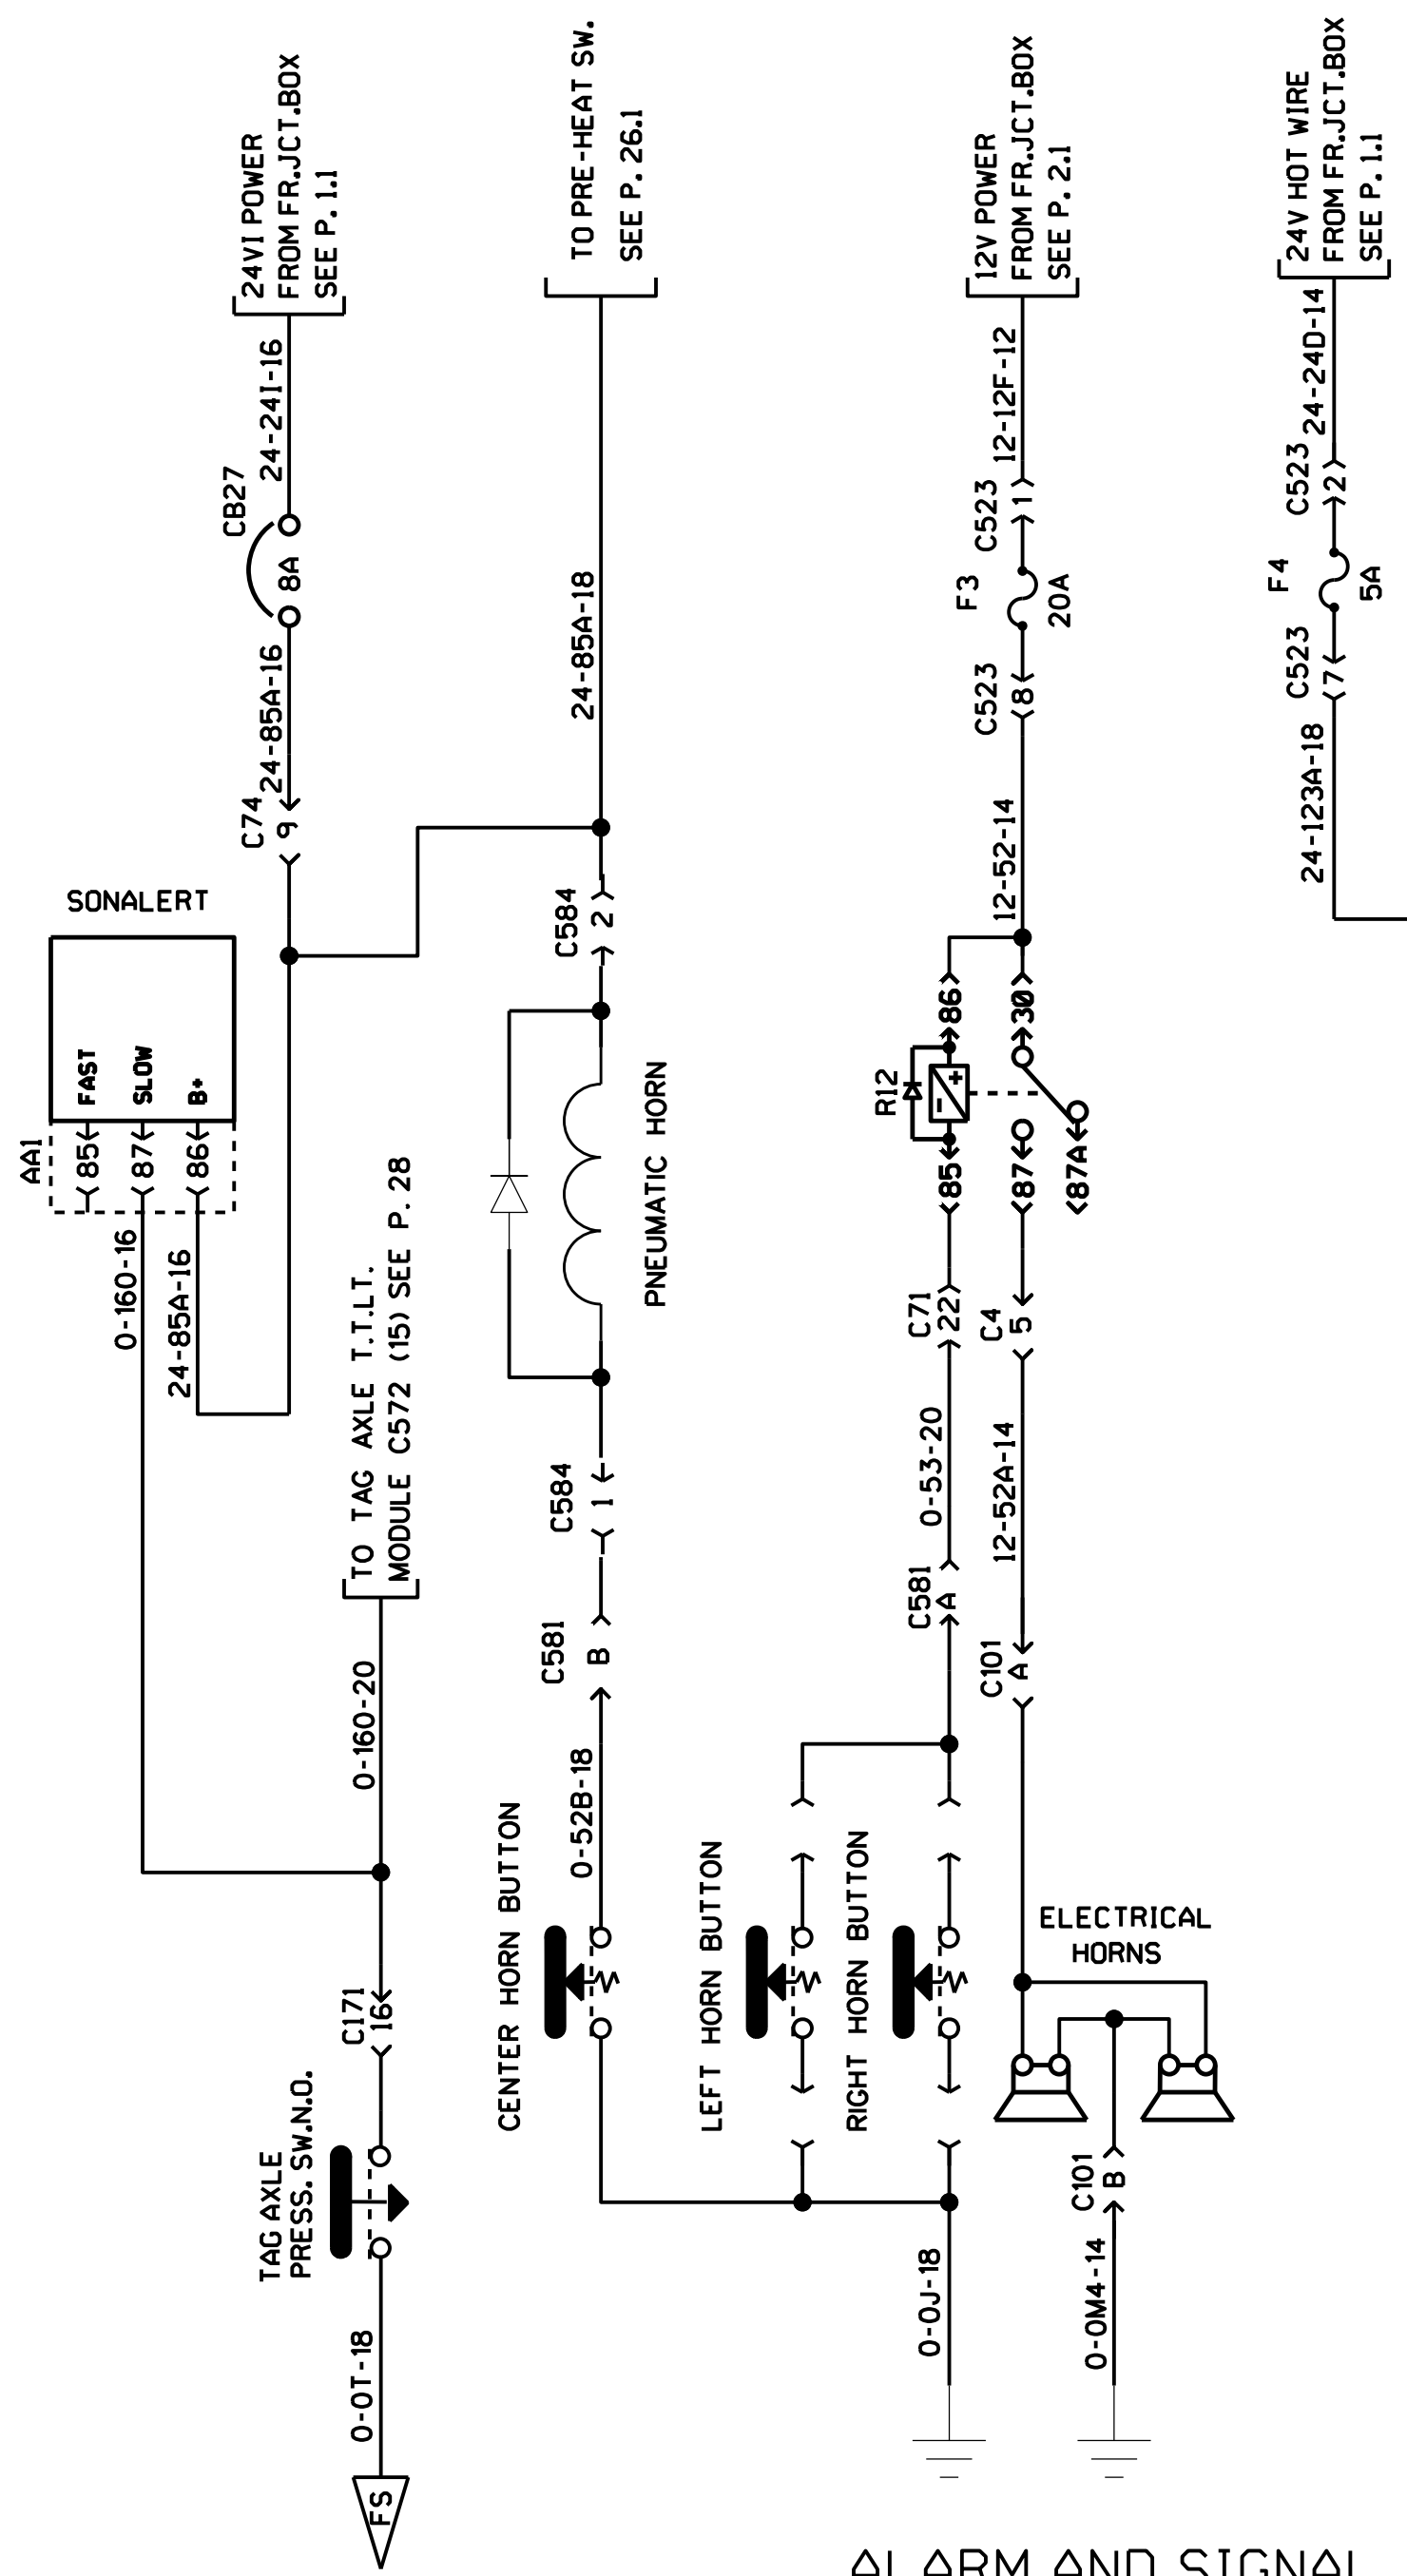 24VI POWER
FROM FR.JCT.BOX
SEE P. 1.1
24-24I-16
CB27
8A
24-85A-16
C74
9
SONALERT
FAST
SLOW
B+
AA1
85
87
86
0-160-16
24-85A-16
TO TAG AXLE T.T.LT.
MODULE C572 (15) SEE P. 28
0-160-20
C171
16
TAG AXLE
PRESS. SW.N.O.
0-0T-18
FS
TO PRE-HEAT SW.
SEE P. 26.1
24-85A-18
C584
2
PNEUMATIC HORN
C584
1
C581
B
0-52B-18
CENTER HORN BUTTON
LEFT HORN BUTTON
RIGHT HORN BUTTON
12V POWER
FROM FR.JCT.BOX
SEE P. 2.1
12-12F-12
C523
1
F3
20A
C523
8
12-52-14
86
30
R12
85
87
87A
C71
22
C4
5
0-53-20
12-52A-14
C581
A
C101
A
ELECTRICAL
HORNS
C101
B
0-0J-18
0-0M4-14
24V HOT WIRE
FROM FR.JCT.BOX
SEE P. 1.1
24-24D-14
C523
2
F4
5A
C523
7
24-123A-18
ALARM AND SIGNAL